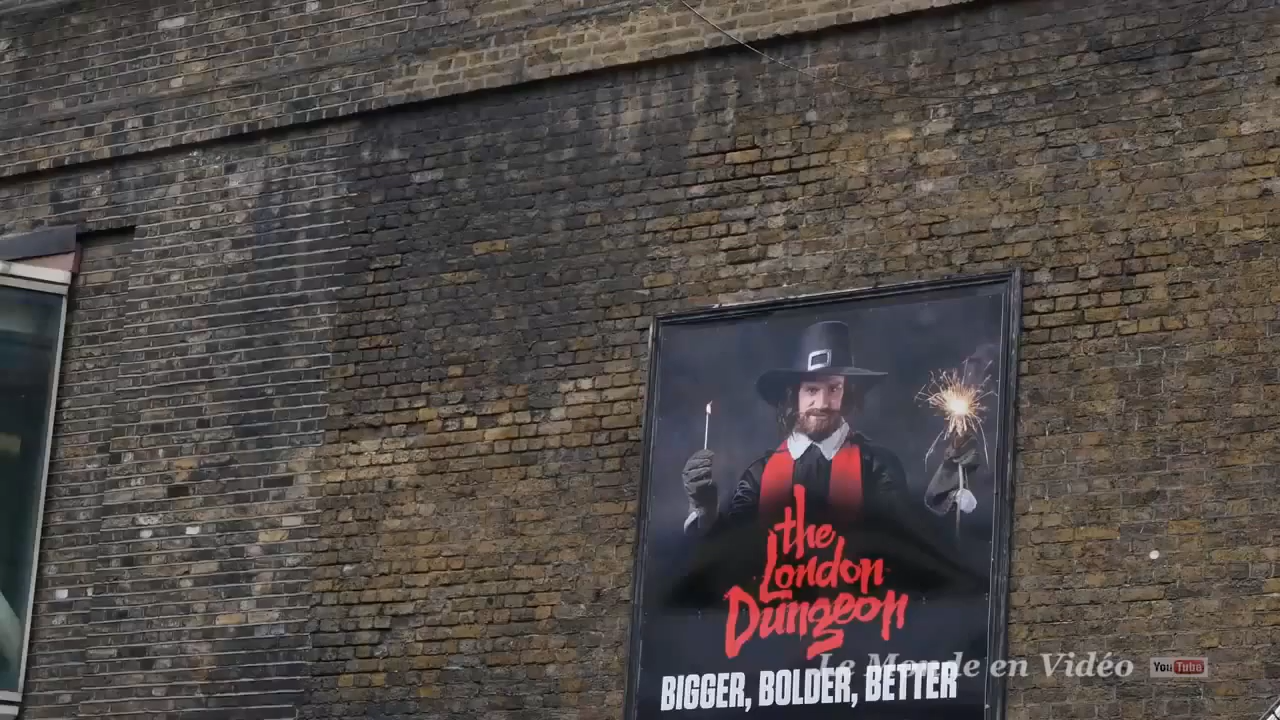 the
London
Dungeon
BIGGER, BOLDER, BETTER
Le Monde en Vidéo
YouTube